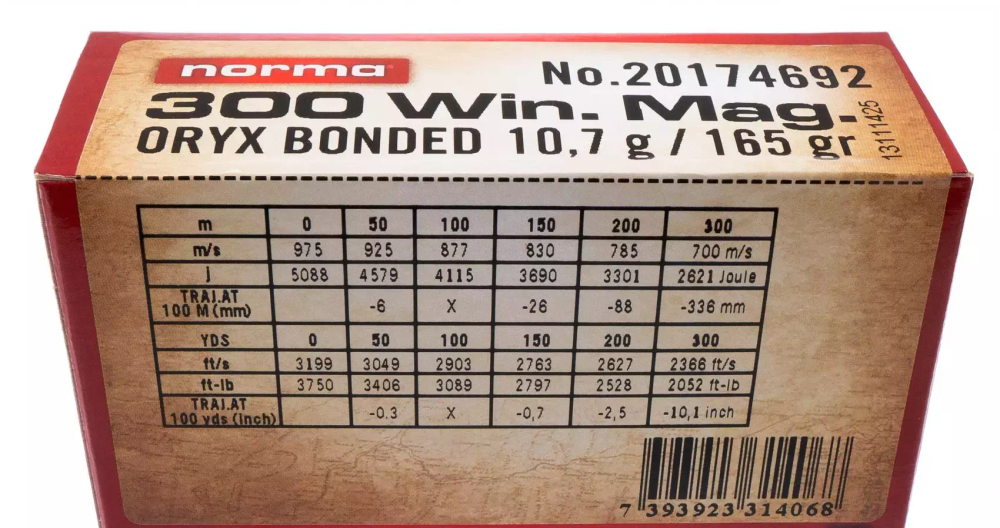 norma
No.20174692
300 Win. Mag.
ORYX BONDED 10,7 g / 165 gr
13111425
m 0 50 100 150 200 300
m/s 975 925 877 830 785 700 m/s
j 5088 4579 4115 3690 3301 2621 Joule
TRAJ.AT
100 M (mm) -6 X -26 -88 -336 mm
YDS 0 50 100 150 200 300
ft/s 3199 3049 2903 2763 2627 2366 ft/s
ft-lb 3750 3406 3089 2797 2528 2052 ft-lb
TRAJ.AT
100 yds (inch) -0.3 X -0,7 -2,5 -10,1 inch
7 393923 314068